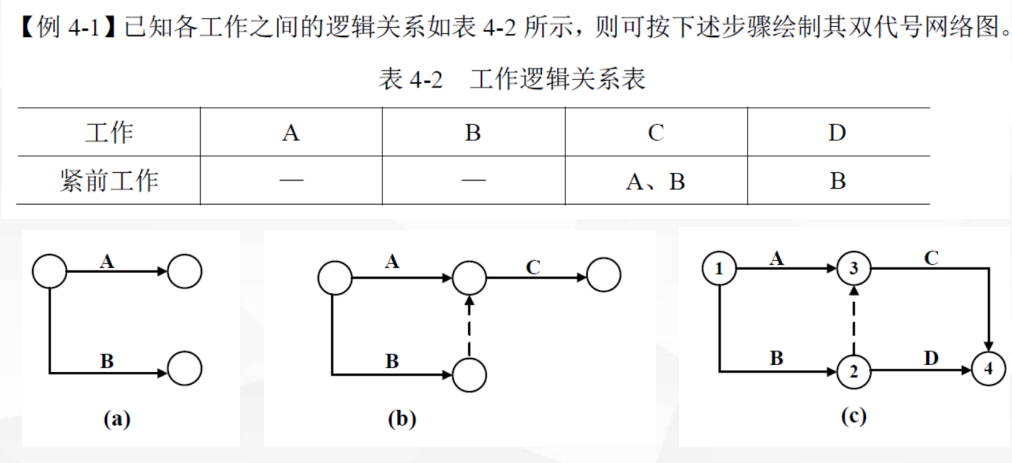 【例 4-1】已知各工作之间的逻辑关系如表 4-2 所示，则可按下述步骤绘制其双代号网络图。
表 4-2 工作逻辑关系表
工作 A B C D
紧前工作 — — A、B B
A
B
(a)
A C
B
(b)
1 A 3 C
B 2 D 4
(c)